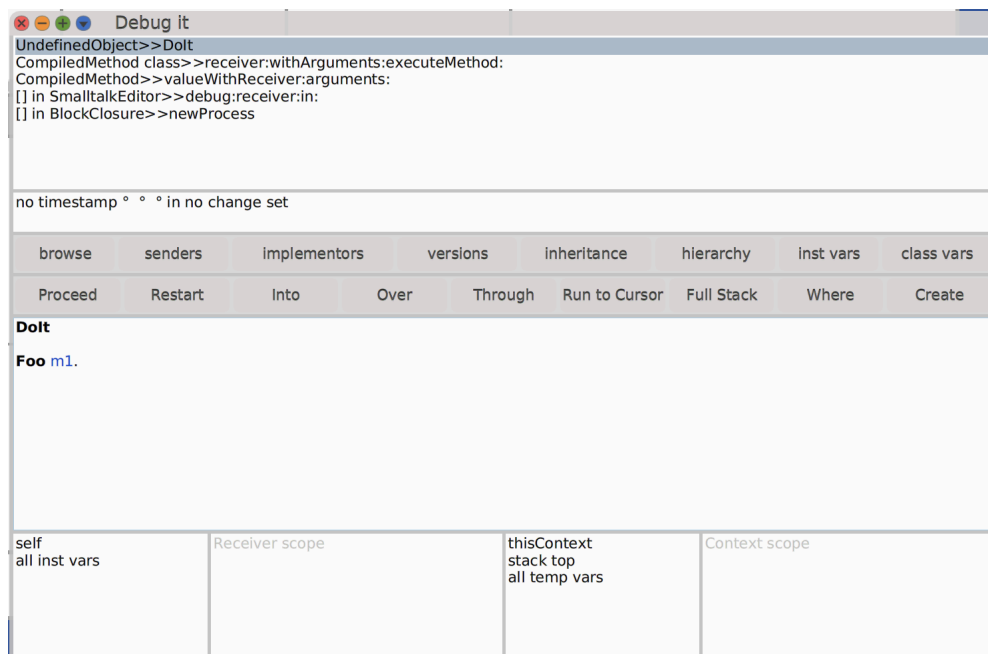 Debug it
UndefinedObject>>DoIt
CompiledMethod class>>receiver:withArguments:executeMethod:
CompiledMethod>>valueWithReceiver:arguments:
[] in SmalltalkEditor>>debug:receiver:in:
[] in BlockClosure>>newProcess
no timestamp ° ° ° in no change set
browse senders implementors versions inheritance hierarchy inst vars class vars
Proceed Restart Into Over Through Run to Cursor Full Stack Where Create
DoIt
Foo m1.
self
all inst vars
Receiver scope
thisContext
stack top
all temp vars
Context scope